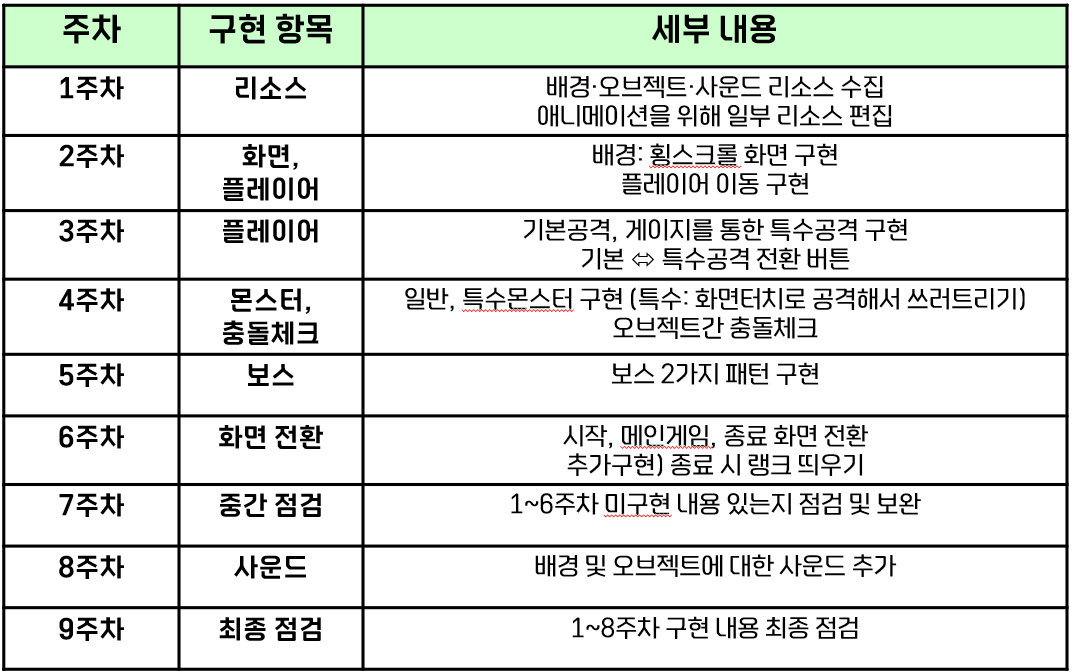 주차 구현 항목 세부 내용
1주차 리소스 배경·오브젝트·사운드 리소스 수집
애니메이션을 위해 일부 리소스 편집
2주차 화면, 배경: 횡스크롤 화면 구현
플레이어 플레이어 이동 구현
3주차 플레이어 기본공격, 게이지를 통한 특수공격 구현
기본 ⇔ 특수공격 전환 버튼
4주차 몬스터, 일반, 특수몬스터 구현 (특수: 화면터치로 공격해서 쓰러트리기)
충돌체크 오브젝트간 충돌체크
5주차 보스 보스 2가지 패턴 구현
6주차 화면 전환 시작, 메인게임, 종료 화면 전환
추가구현) 종료 시 랭크 띄우기
7주차 중간 점검 1~6주차 미구현 내용 있는지 점검 및 보완
8주차 사운드 배경 및 오브젝트에 대한 사운드 추가
9주차 최종 점검 1~8주차 구현 내용 최종 점검